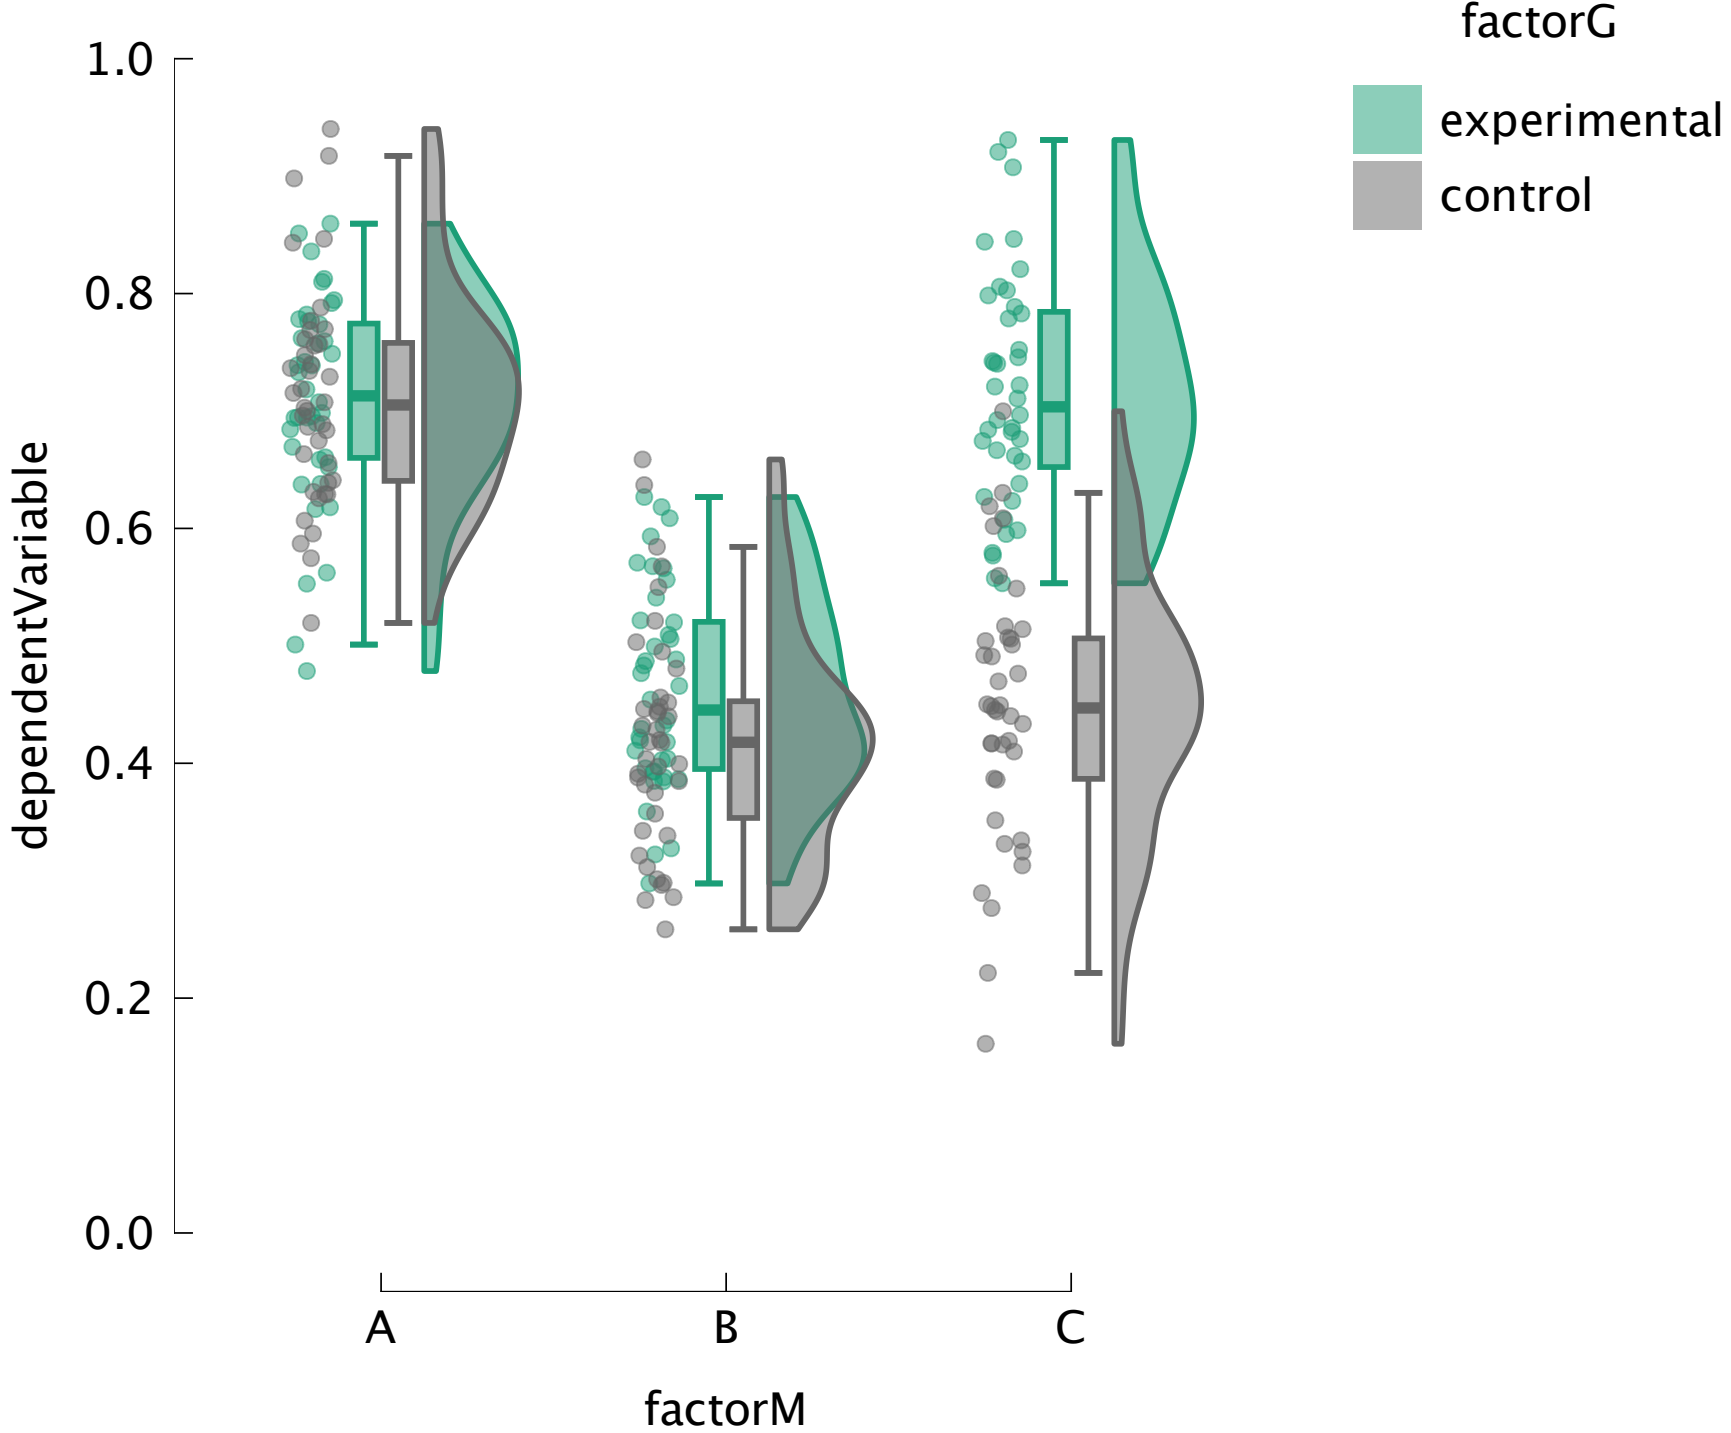 factorG
experimental
control
1.0
0.8
0.6
0.4
0.2
0.0
dependentVariable
A
B
C
factorM